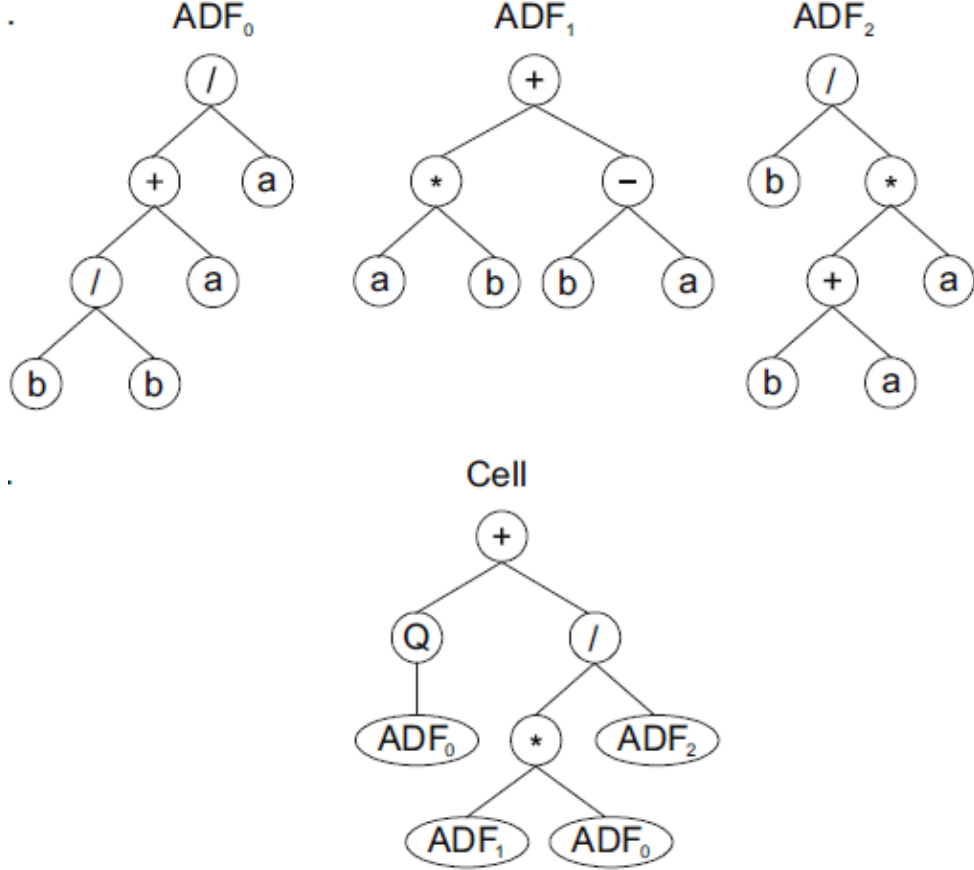 ADF₀ ADF₁ ADF₂
/ + /
+ a * − b *
/ a a b b a + a
b b b a
Cell
+
Q /
ADF₀ * ADF₂
ADF₁ ADF₀